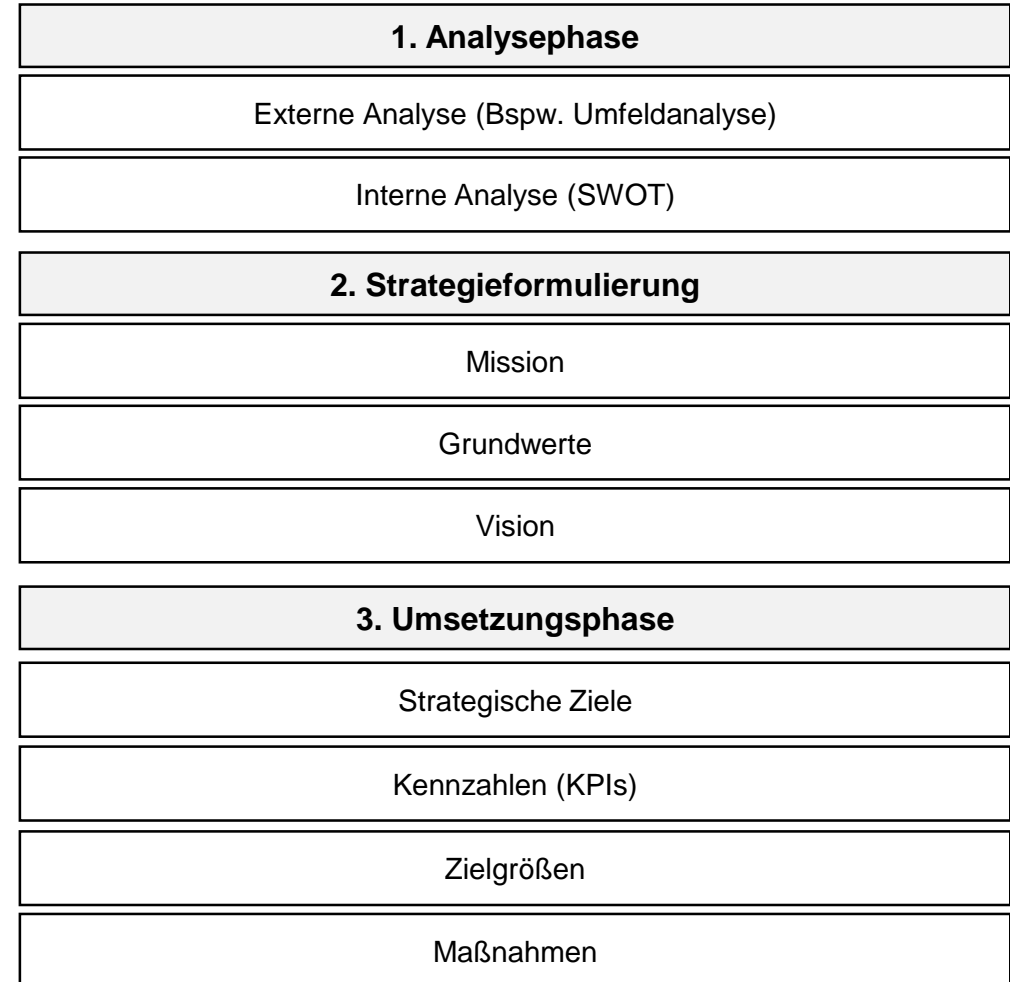 1. Analysephase
Externe Analyse (Bspw. Umfeldanalyse)
Interne Analyse (SWOT)
2. Strategieformulierung
Mission
Grundwerte
Vision
3. Umsetzungsphase
Strategische Ziele
Kennzahlen (KPIs)
Zielgrößen
Maßnahmen